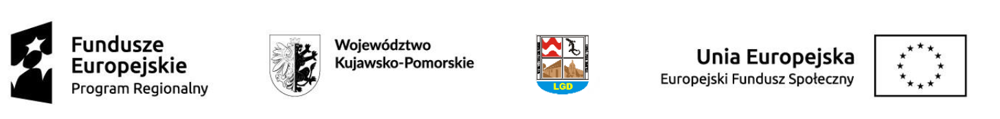 Fundusze
Europejskie
Program Regionalny
Województwo
Kujawsko-Pomorskie
LGD
Unia Europejska
Europejski Fundusz Społeczny